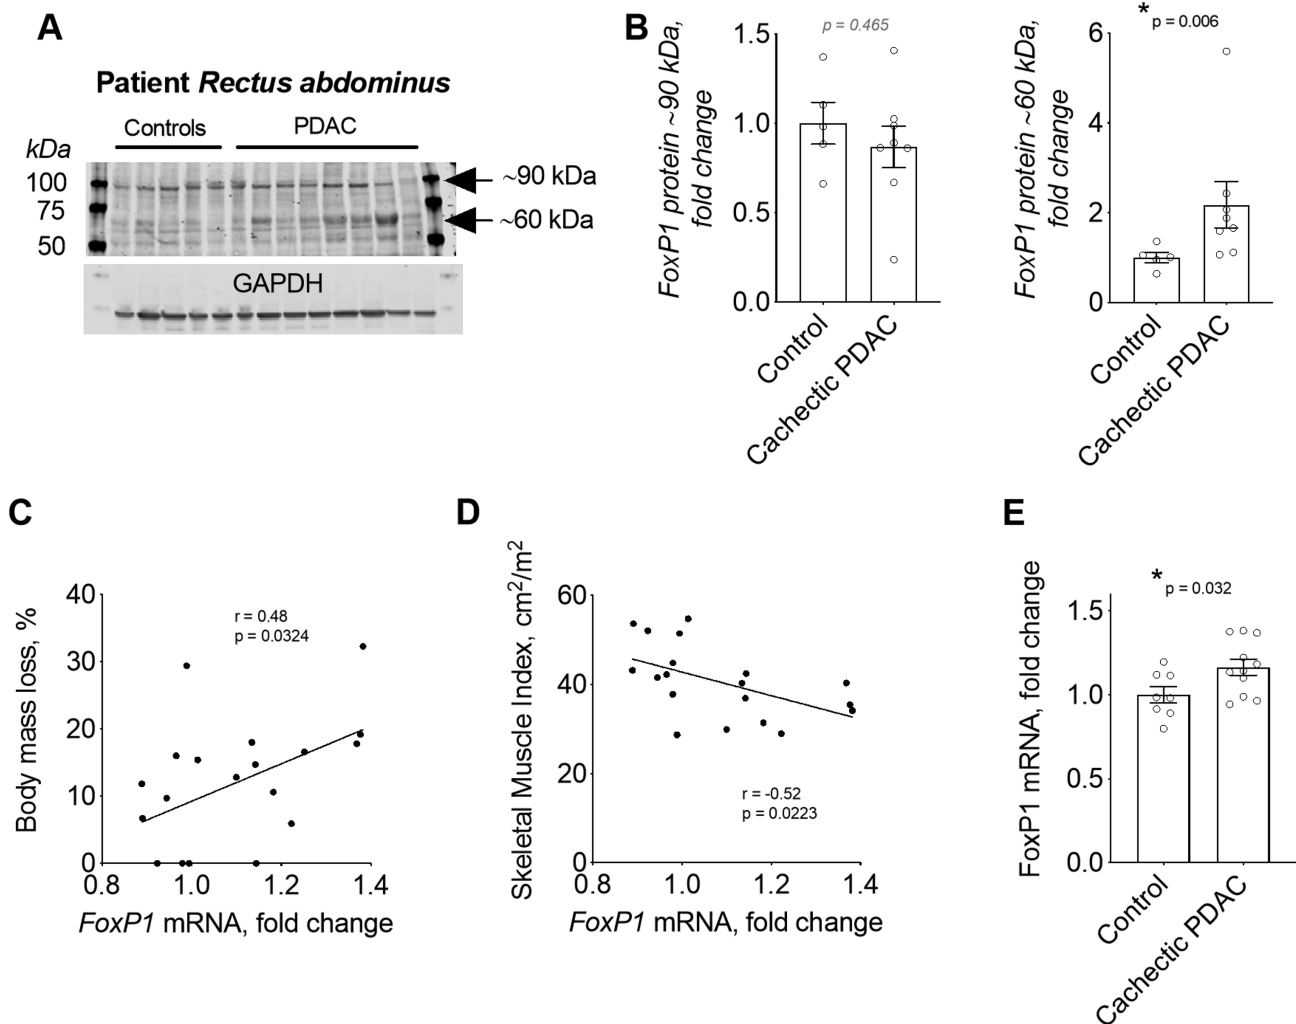 A
Patient Rectus abdominus
Controls
PDAC
kDa
100
75
50
~90 kDa
~60 kDa
GAPDH
B
FoxP1 protein ~90 kDa,
fold change
p = 0.465
1.5
1.0
0.5
0.0
Control
Cachectic PDAC
FoxP1 protein ~60 kDa,
fold change
*
p = 0.006
6
4
2
0
Control
Cachectic PDAC
C
Body mass loss, %
40
30
20
10
0
r = 0.48
p = 0.0324
0.8
1.0
1.2
1.4
FoxP1 mRNA, fold change
D
Skeletal Muscle Index, cm²/m²
60
40
20
0
r = -0.52
p = 0.0223
0.8
1.0
1.2
1.4
FoxP1 mRNA, fold change
E
FoxP1 mRNA, fold change
*
p = 0.032
1.5
1.0
0.5
0.0
Control
Cachectic PDAC